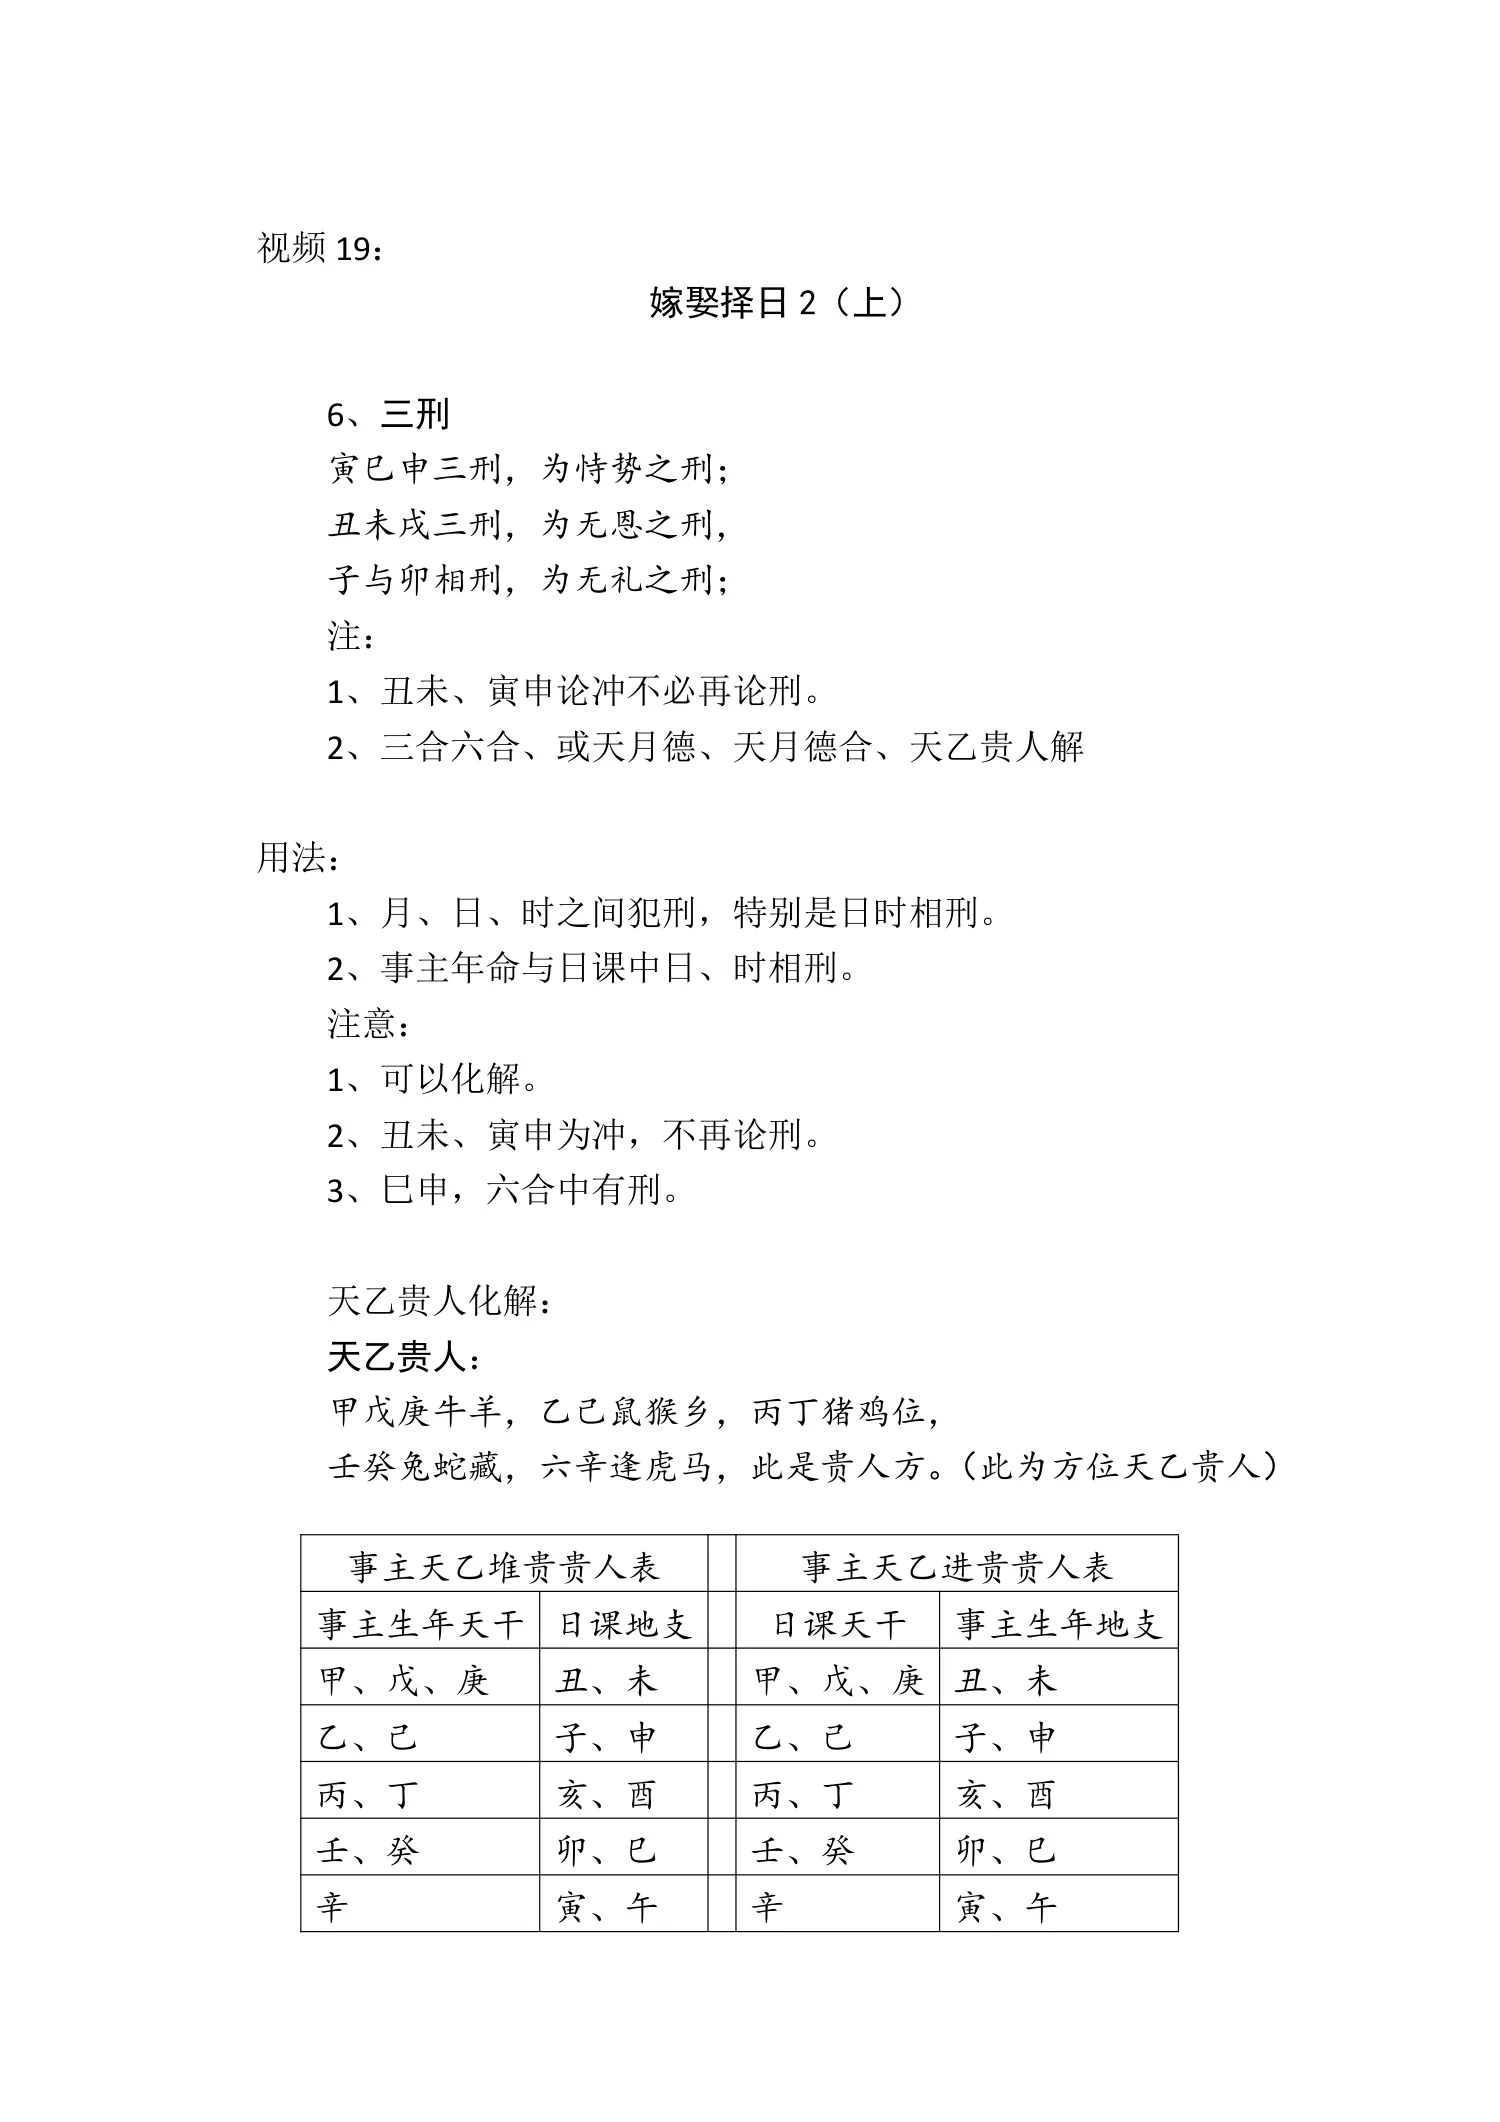 视频 19：
嫁娶择日 2（上）
6、三刑
寅巳申三刑，为恃势之刑；
丑未戌三刑，为无恩之刑，
子与卯相刑，为无礼之刑；
注：
1、丑未、寅申论冲不必再论刑。
2、三合六合、或天月德、天月德合、天乙贵人解
用法：
1、月、日、时之间犯刑，特别是日时相刑。
2、事主年命与日课中日、时相刑。
注意：
1、可以化解。
2、丑未、寅申为冲，不再论刑。
3、巳申，六合中有刑。
天乙贵人化解：
天乙贵人：
甲戊庚牛羊，乙己鼠猴乡，丙丁猪鸡位，
壬癸兔蛇藏，六辛逢虎马，此是贵人方。（此为方位天乙贵人）
事主天乙堆贵贵人表 事主天乙进贵贵人表
事主生年天干 日课地支 日课天干 事主生年地支
甲、戊、庚 丑、未 甲、戊、庚 丑、未
乙、己 子、申 乙、己 子、申
丙、丁 亥、酉 丙、丁 亥、酉
壬、癸 卯、巳 壬、癸 卯、巳
辛 寅、午 辛 寅、午